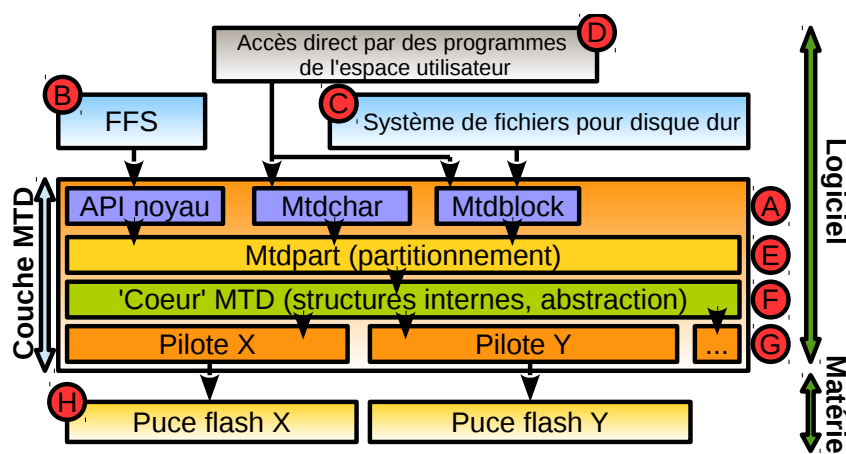 D
Accès direct par des programmes
de l'espace utilisateur
B
FFS
C
Système de fichiers pour disque dur
Logiciel
Couche MTD
API noyau
Mtdchar
Mtdblock
A
Mtdpart (partitionnement)
E
'Coeur' MTD (structures internes, abstraction)
F
Pilote X
Pilote Y
...
G
Matérie
H
Puce flash X
Puce flash Y